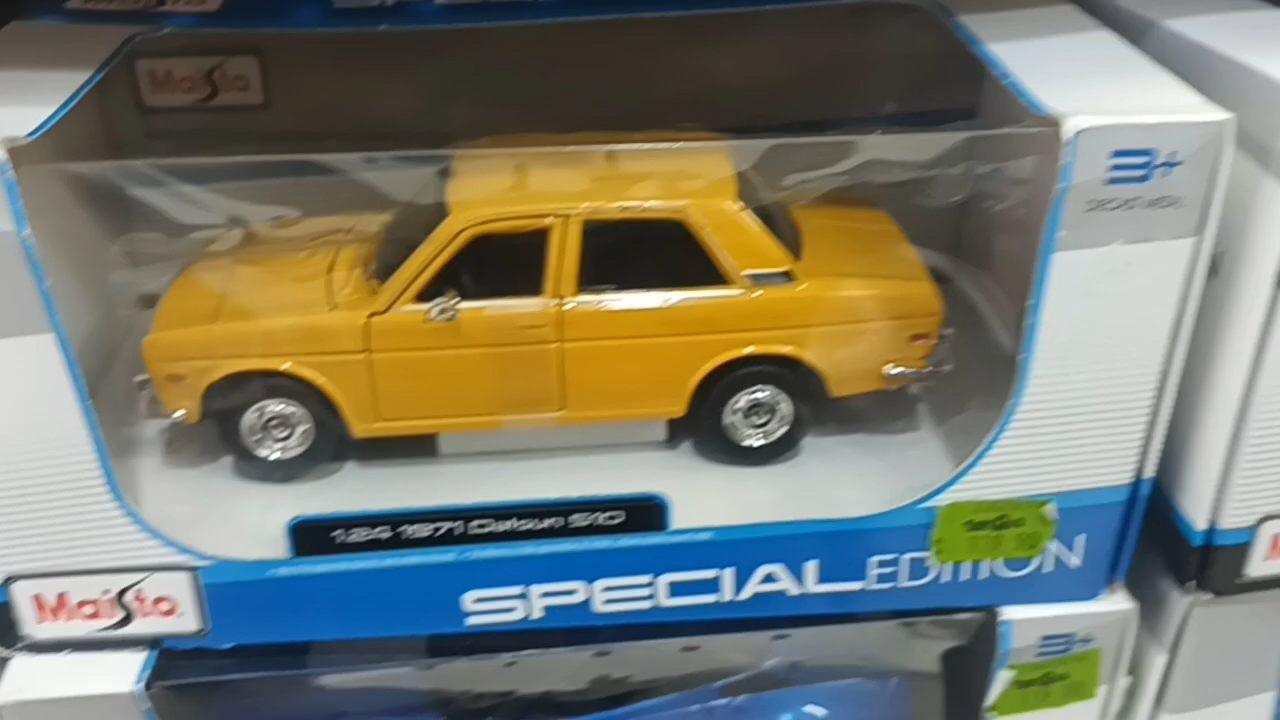 Maisto
3+
1:24 1971 Datsun 510
Maisto
SPECIAL EDITION
3+